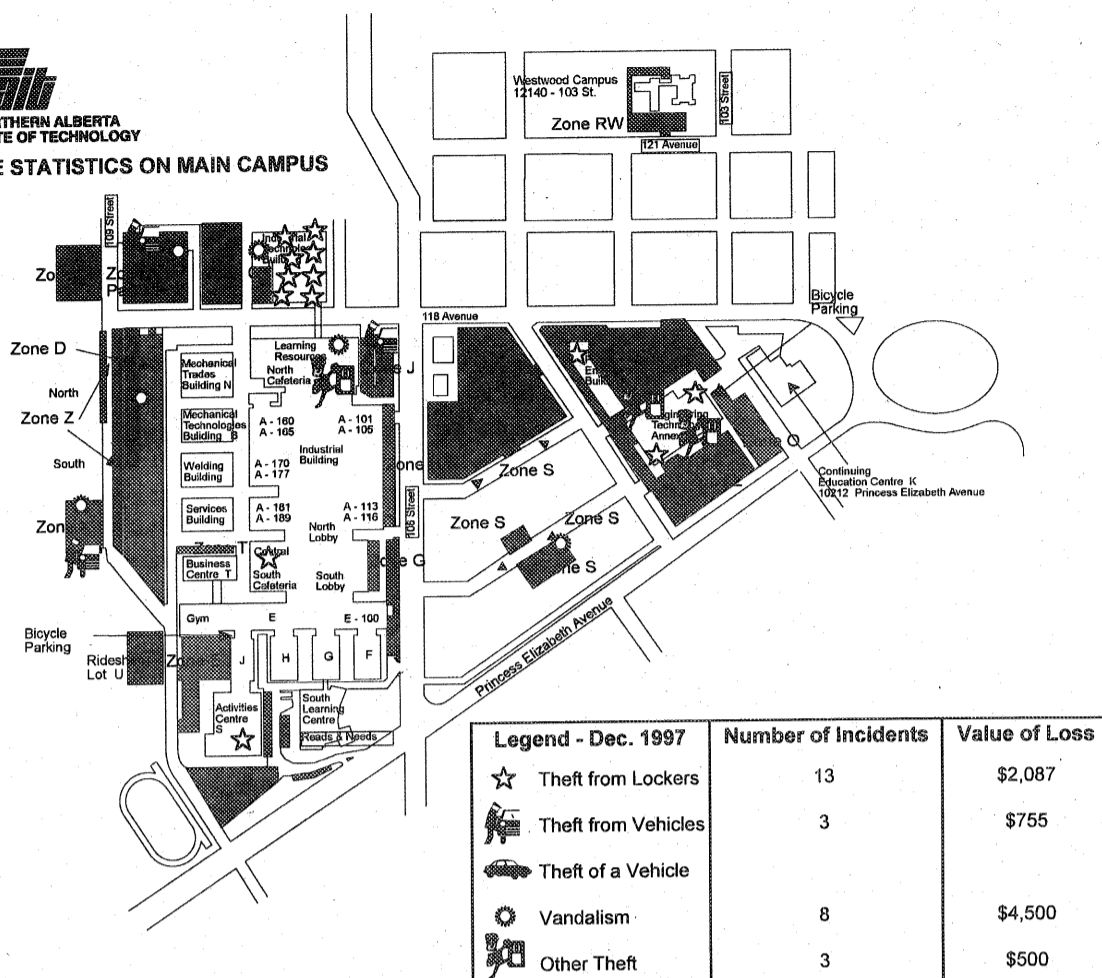 THERN ALBERTA
TE OF TECHNOLOGY
STATISTICS ON MAIN CAMPUS
Westwood Campus
12140 - 103 St.
Zone RW
103 Street
121 Avenue
109 Street
Industrial
Technology
Building
118 Avenue
Bicycle
Parking
Zone D
North
Zone Z
South
Mechanical
Trades
Building N
Mechanical
Technologies
Building B
Welding
Building
Services
Building
Business
Centre T
Learning
Resources
North
Cafeteria
A - 160
A - 165
A - 101
A - 105
Industrial
Building
A - 170
A - 177
A - 181
A - 189
A - 113
A - 116
North
Lobby
Central
South
Cafeteria
South
Lobby
106 Street
Zone S
Zone S
Zone S
Engineering
Technology
Annex
Continuing
Education Centre K
10212 Princess Elizabeth Avenue
Gym
E
E - 100
J
H
G
F
Bicycle
Parking
Lot U
Activities
Centre
S
South
Learning
Centre
Reads & Needs
Princess Elizabeth Avenue
Legend - Dec. 1997 Number of Incidents Value of Loss
Theft from Lockers 13 $2,087
Theft from Vehicles 3 $755
Theft of a Vehicle
Vandalism 8 $4,500
Other Theft 3 $500